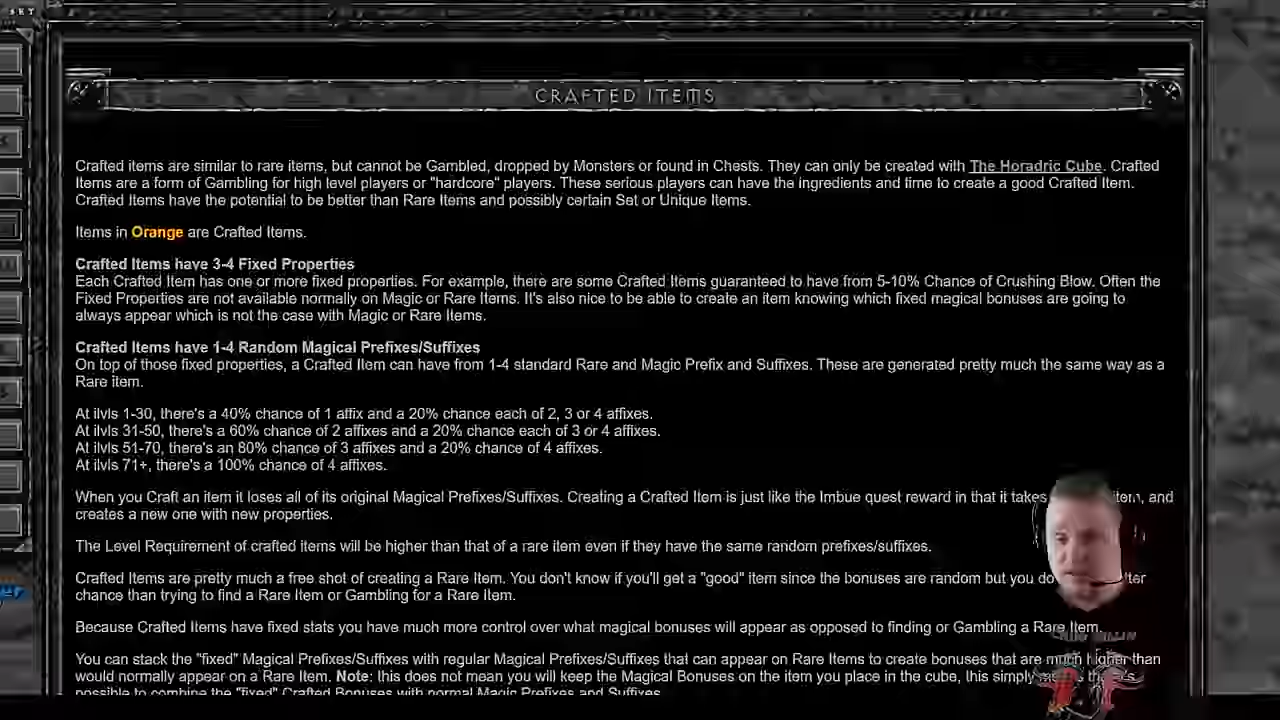 SET
CRAFTED ITEMS
Crafted items are similar to rare items, but cannot be Gambled, dropped by Monsters or found in Chests. They can only be created with The Horadric Cube. Crafted
Items are a form of Gambling for high level players or "hardcore" players. These serious players can have the ingredients and time to create a good Crafted Item.
Crafted Items have the potential to be better than Rare Items and possibly certain Set or Unique Items.
Items in Orange are Crafted Items.
Crafted Items have 3-4 Fixed Properties
Each Crafted Item has one or more fixed properties. For example, there are some Crafted Items guaranteed to have from 5-10% Chance of Crushing Blow. Often the
Fixed Properties are not available normally on Magic or Rare Items. It's also nice to be able to create an item knowing which fixed magical bonuses are going to
always appear which is not the case with Magic or Rare Items.
Crafted Items have 1-4 Random Magical Prefixes/Suffixes
On top of those fixed properties, a Crafted Item can have from 1-4 standard Rare and Magic Prefix and Suffixes. These are generated pretty much the same way as a
Rare item.
At ilvls 1-30, there's a 40% chance of 1 affix and a 20% chance each of 2, 3 or 4 affixes.
At ilvls 31-50, there's a 60% chance of 2 affixes and a 20% chance each of 3 or 4 affixes.
At ilvls 51-70, there's an 80% chance of 3 affixes and a 20% chance of 4 affixes.
At ilvls 71+, there's a 100% chance of 4 affixes.
When you Craft an item it loses all of its original Magical Prefixes/Suffixes. Creating a Crafted Item is just like the Imbue quest reward in that it takes and
creates a new one with new properties.
The Level Requirement of crafted items will be higher than that of a rare item even if they have the same random prefixes/suffixes.
Crafted Items are pretty much a free shot of creating a Rare Item. You don't know if you'll get a "good" item since the bonuses are random but you
chance than trying to find a Rare Item or Gambling for a Rare Item.
Because Crafted Items have fixed stats you have much more control over what magical bonuses will appear as opposed to finding or Gambling a Rare Item.
You can stack the "fixed" Magical Prefixes/Suffixes with regular Magical Prefixes/Suffixes that can appear on Rare Items to create bonuses that are much higher than
would normally appear on a Rare Item. Note: this does not mean you will keep the Magical Bonuses on the item you place in the cube, this simply
possible to combine the "fixed" Crafted Bonuses with normal Magic Prefixes and Suffixes.